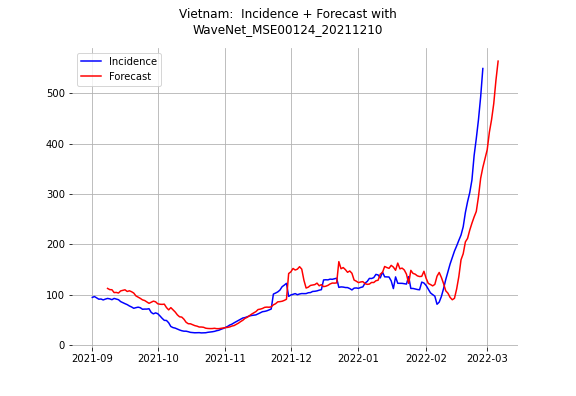 Vietnam:  Incidence + Forecast with
WaveNet_MSE00124_20211210
Incidence
Forecast
500
400
300
200
100
0
2021-09 2021-10 2021-11 2021-12 2022-01 2022-02 2022-03